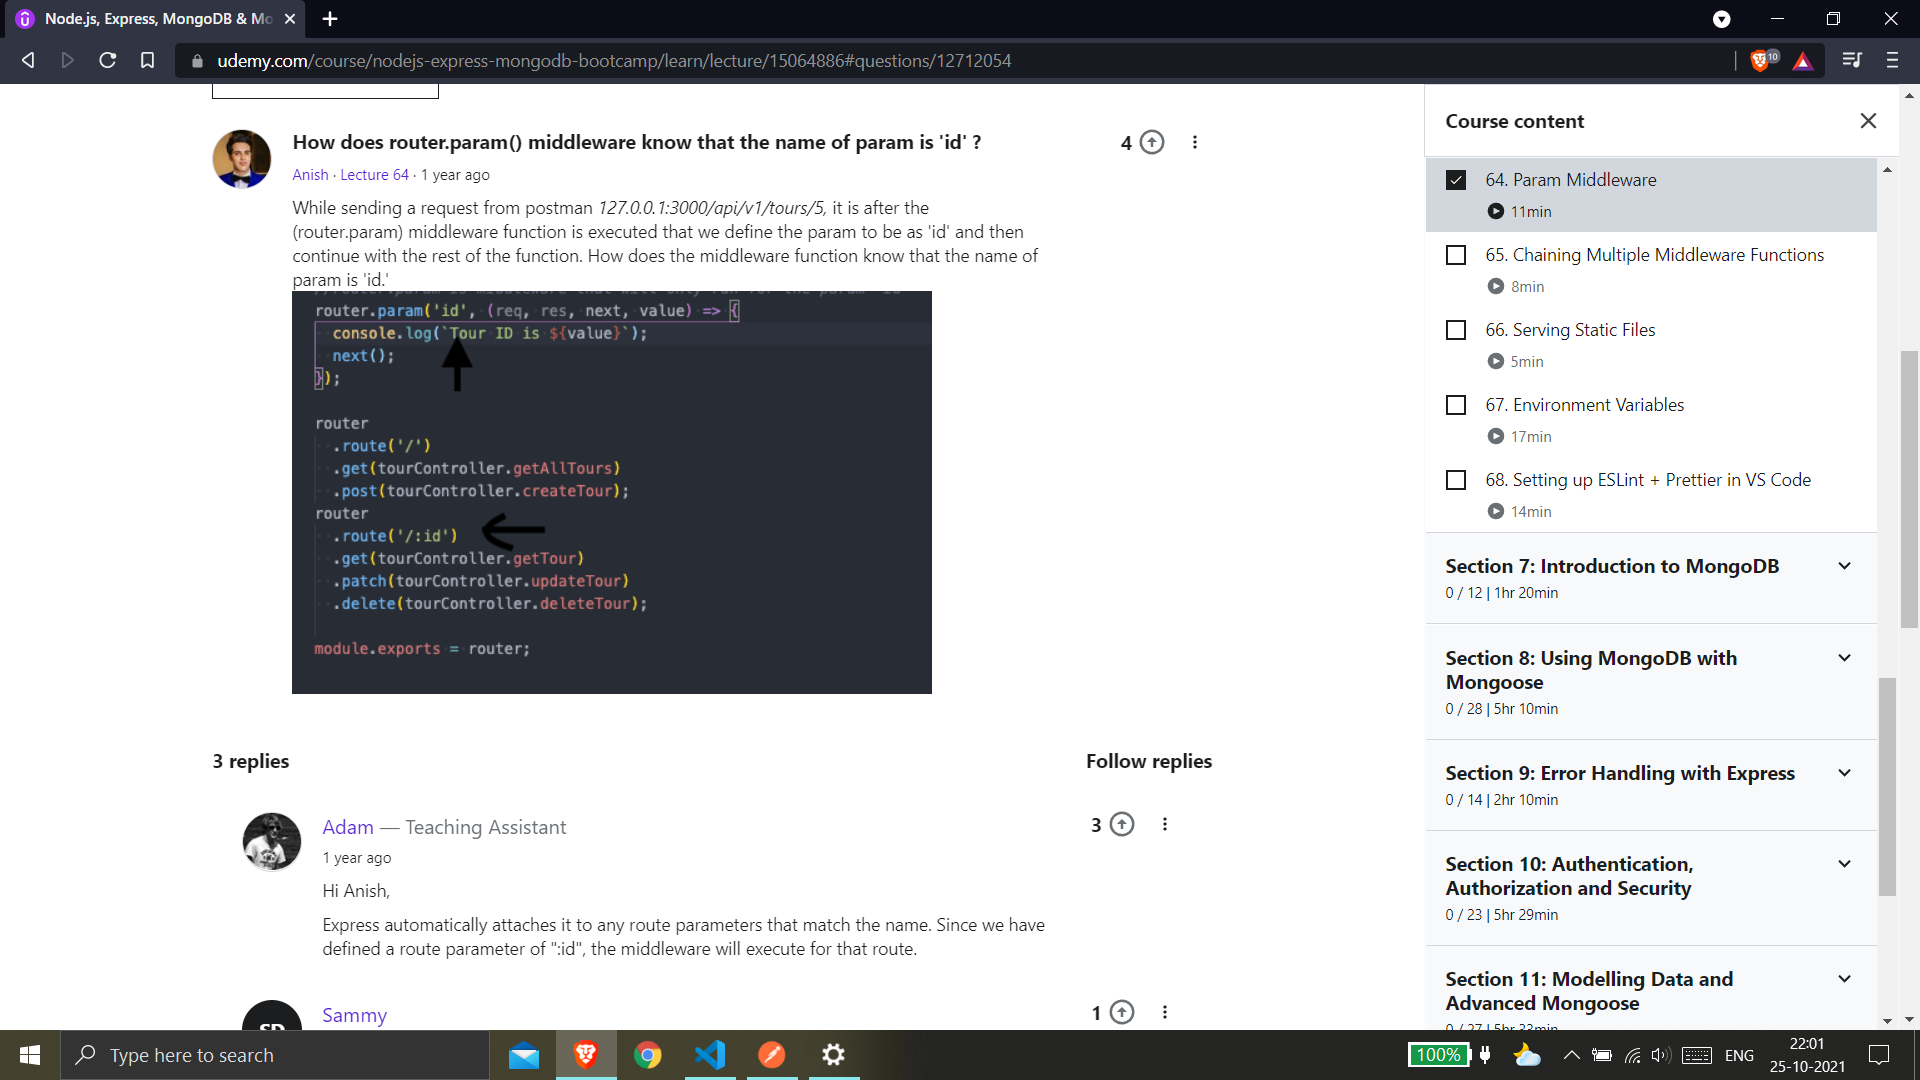 Node.js, Express, MongoDB & Mo
udemy.com/course/nodejs-express-mongodb-bootcamp/learn/lecture/15064886#questions/12712054
10
How does router.param() middleware know that the name of param is 'id' ?
4
Anish · Lecture 64 · 1 year ago
While sending a request from postman 127.0.0.1:3000/api/v1/tours/5, it is after the
(router.param) middleware function is executed that we define the param to be as 'id' and then
continue with the rest of the function. How does the middleware function know that the name of
param is 'id.'
router.param('id', (req, res, next, value) => {
console.log(`Tour ID is ${value}`);
next();
});
router
.route('/')
.get(tourController.getAllTours)
.post(tourController.createTour);
router
.route('/:id')
.get(tourController.getTour)
.patch(tourController.updateTour)
.delete(tourController.deleteTour);
module.exports = router;
3 replies
Follow replies
Adam — Teaching Assistant
3
1 year ago
Hi Anish,
Express automatically attaches it to any route parameters that match the name. Since we have
defined a route parameter of ":id", the middleware will execute for that route.
Sammy
1
Course content
64. Param Middleware
11min
65. Chaining Multiple Middleware Functions
8min
66. Serving Static Files
5min
67. Environment Variables
17min
68. Setting up ESLint + Prettier in VS Code
14min
Section 7: Introduction to MongoDB
0 / 12 | 1hr 20min
Section 8: Using MongoDB with
Mongoose
0 / 28 | 5hr 10min
Section 9: Error Handling with Express
0 / 14 | 2hr 10min
Section 10: Authentication,
Authorization and Security
0 / 23 | 5hr 29min
Section 11: Modelling Data and
Advanced Mongoose
0 / 27 | 5hr 33min
Type here to search
100%
ENG
22:01
25-10-2021